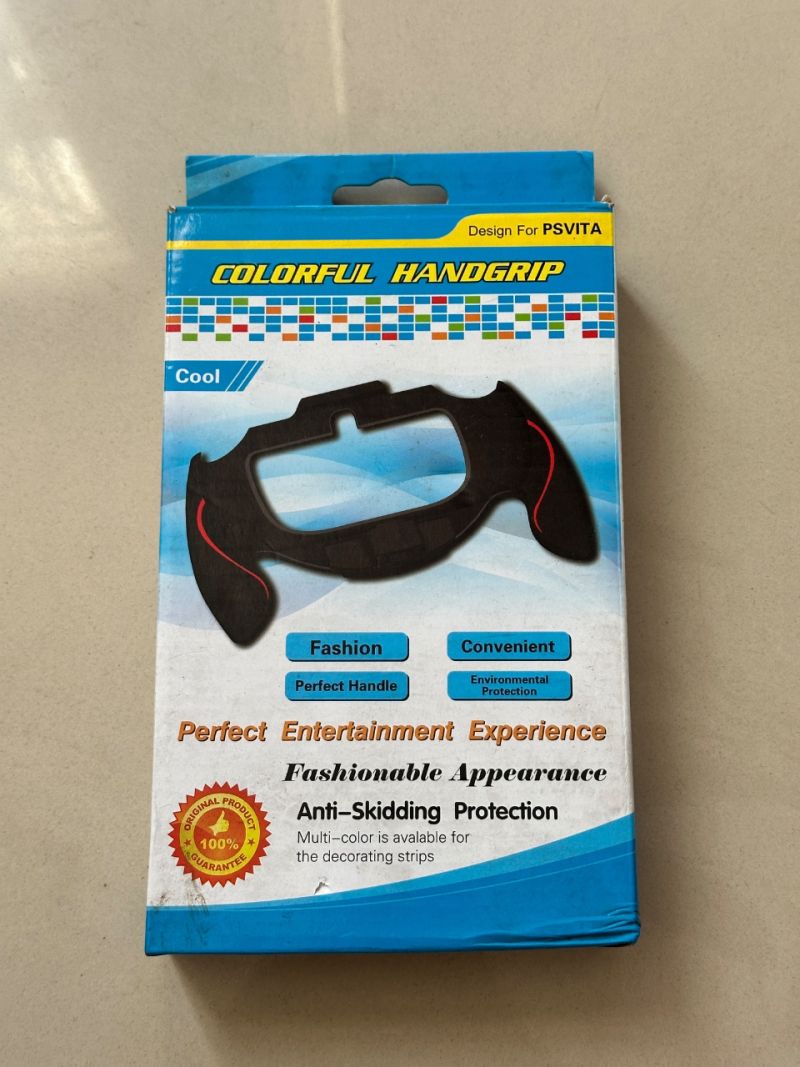 Design For PSVITA
COLORFUL HANDGRIP
Cool
Fashion
Convenient
Perfect Handle
Environmental
Protection
Perfect Entertainment Experience
Fashionable Appearance
Anti-Skidding Protection
Multi-color is avalable for
the decorating strips
ORIGINAL PRODUCT
100%
GUARANTEE